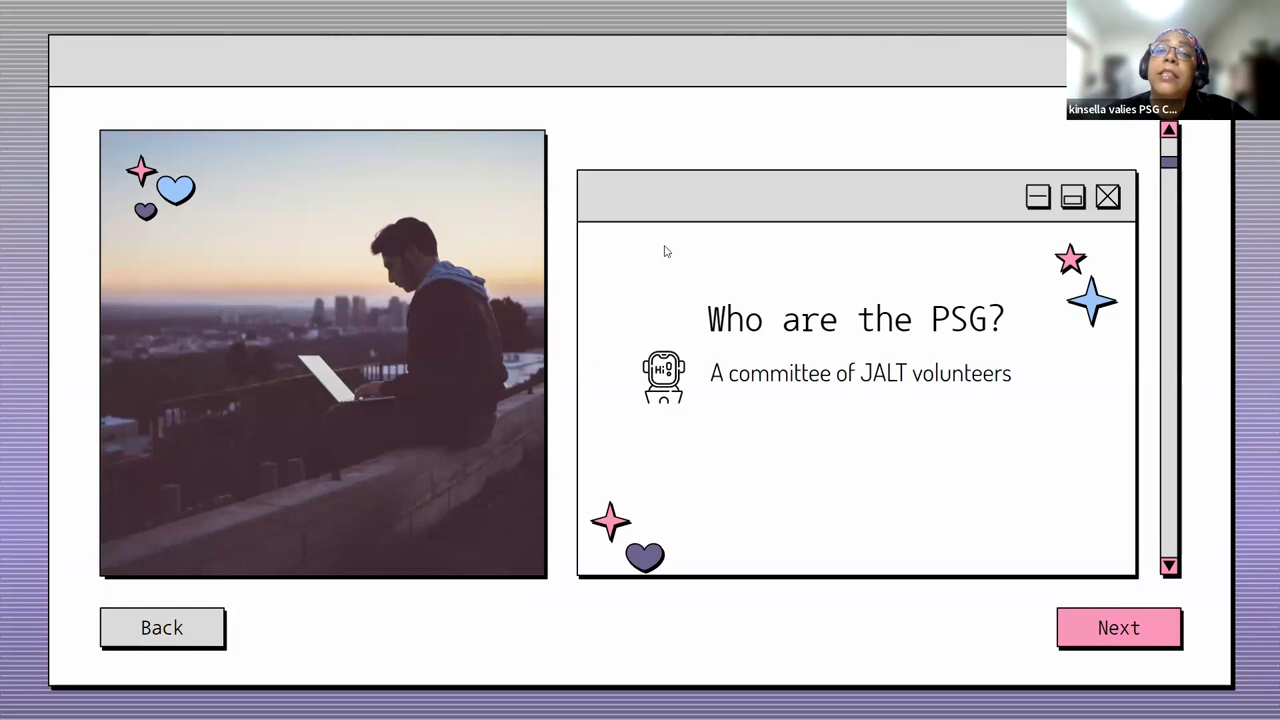 kinsella valies PSG C...
Who are the PSG?
Hi
A committee of JALT volunteers
Back
Next